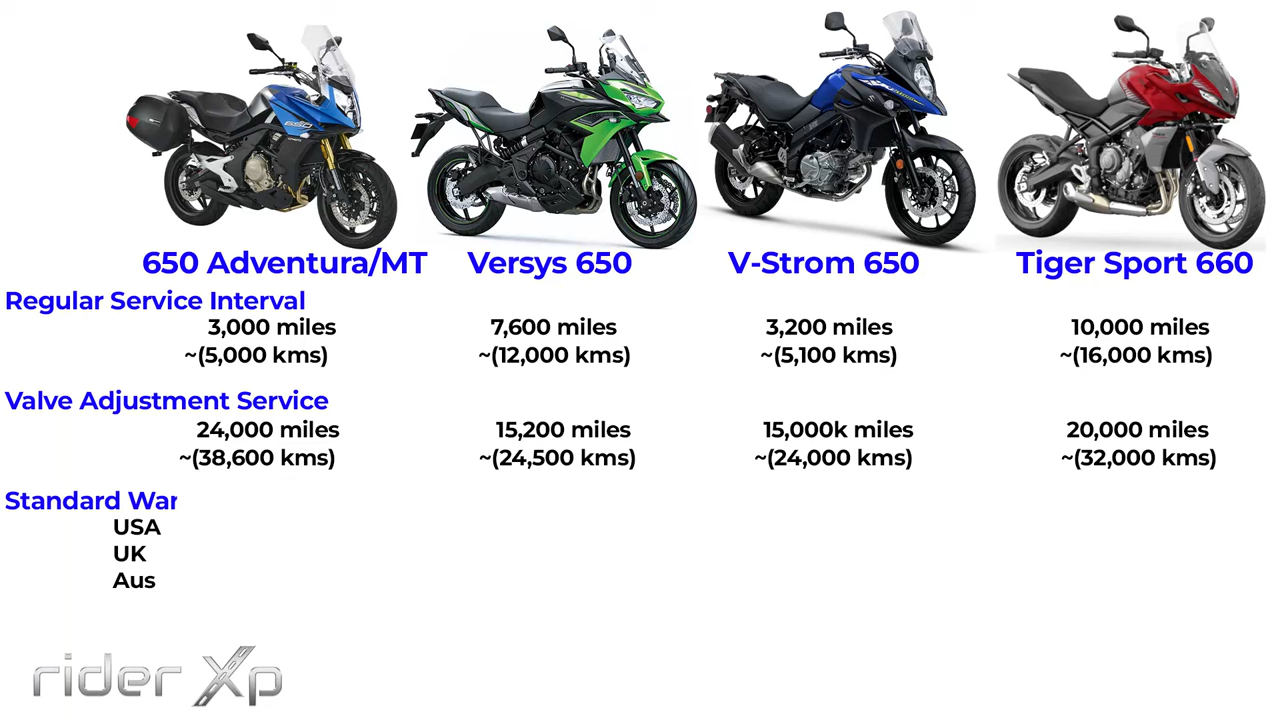 650 Adventura/MT Versys 650 V-Strom 650 Tiger Sport 660
Regular Service Interval
3,000 miles 7,600 miles 3,200 miles 10,000 miles
~(5,000 kms) ~(12,000 kms) ~(5,100 kms) ~(16,000 kms)
Valve Adjustment Service
24,000 miles 15,200 miles 15,000k miles 20,000 miles
~(38,600 kms) ~(24,500 kms) ~(24,000 kms) ~(32,000 kms)
Standard War
USA
UK
Aus
rider Xp